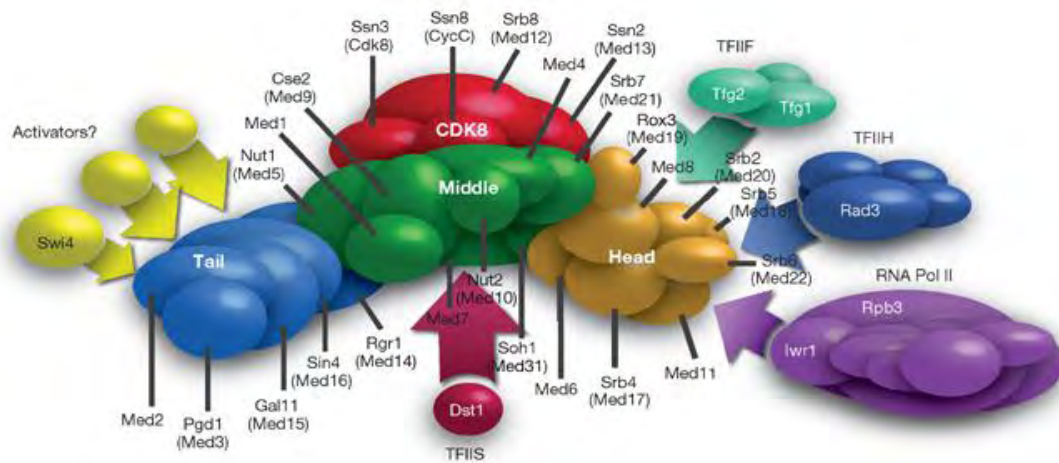 Ssn3
(Cdk8)
Ssn8
(CycC)
Srb8
(Med12)
Ssn2
(Med13)
TFIIF
Cse2
(Med9)
Med4
Srb7
(Med21)
Tfg2
Tfg1
Activators?
Med1
CDK8
Rox3
(Med19)
TFIIH
Nut1
(Med5)
Middle
Med8
Srb2
(Med20)
Srb5
(Med18)
Rad3
Swi4
Tail
Head
Srb6
(Med22)
RNA Pol II
Nut2
(Med10)
Rpb3
Med7
Iwr1
Rgr1
(Med14)
Soh1
(Med31)
Sin4
(Med16)
Med6
Srb4
(Med17)
Med11
Med2
Pgd1
(Med3)
Gal11
(Med15)
Dst1
TFIIS